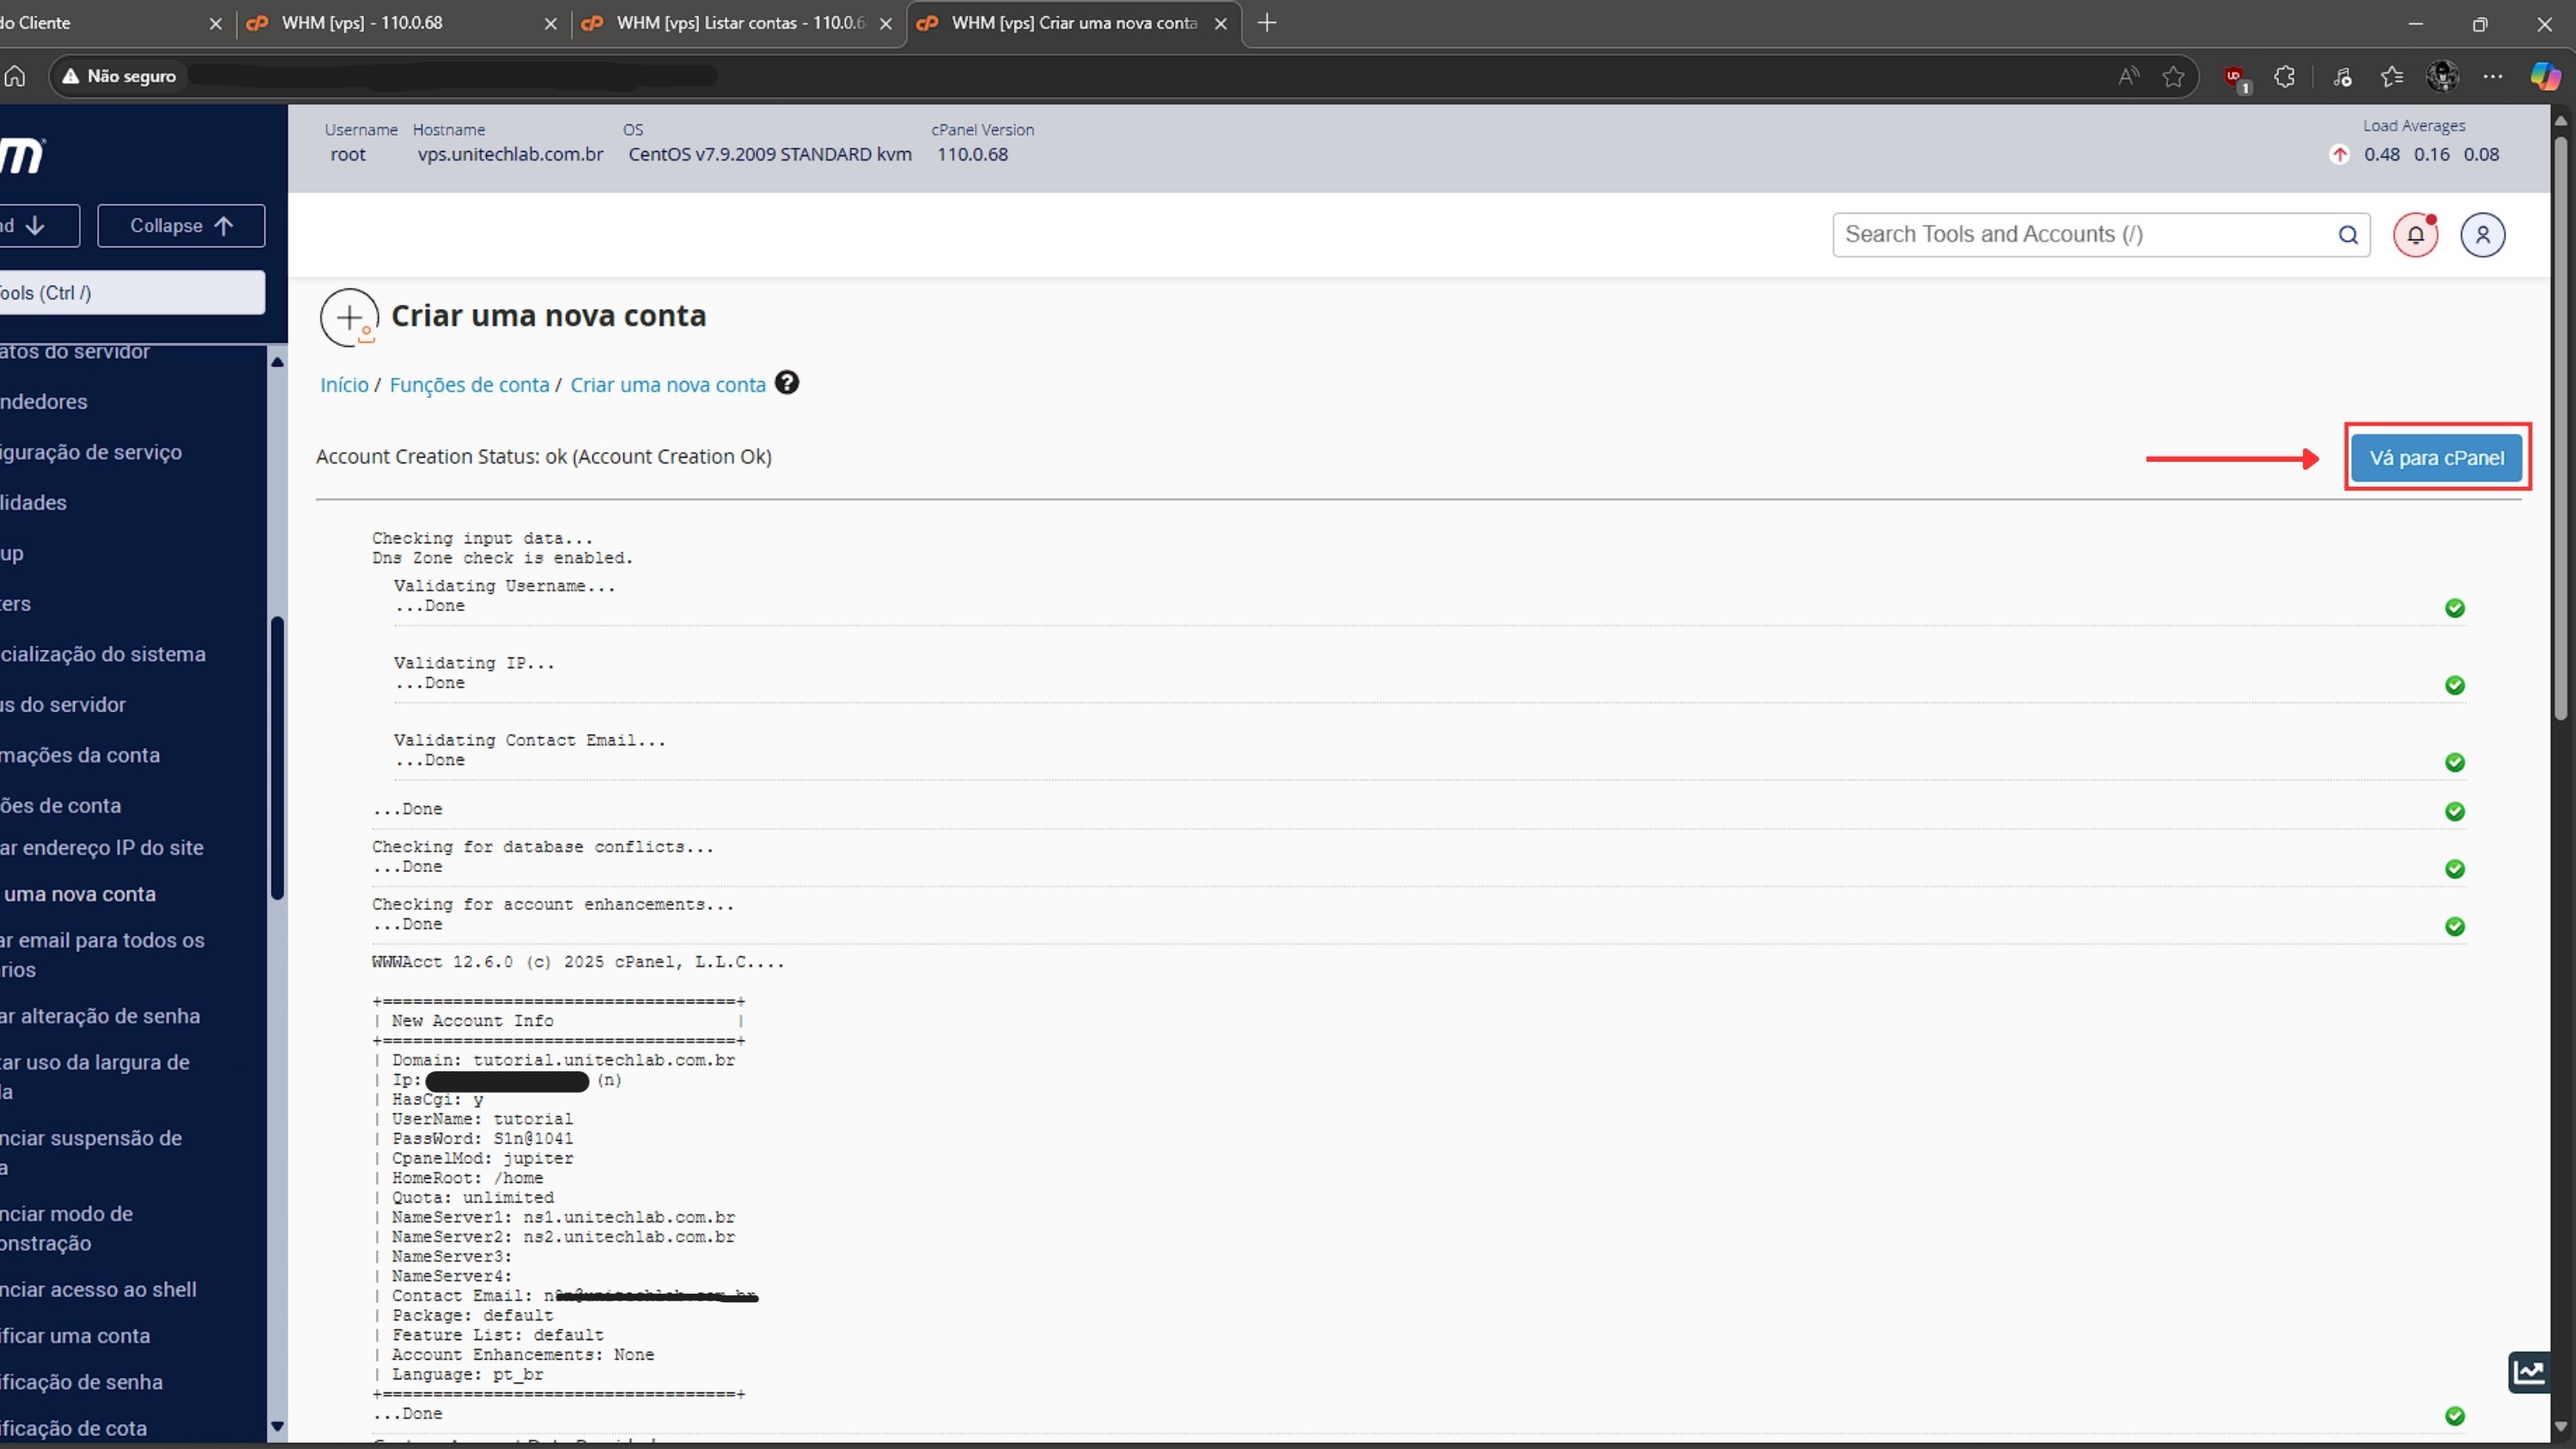 do Cliente
WHM [vps] - 110.0.68
WHM [vps] Listar contas - 110.0.6
WHM [vps] Criar uma nova conta
Não seguro
1
Username Hostname OS cPanel Version
root vps.unitechlab.com.br CentOS v7.9.2009 STANDARD kvm 110.0.68
Load Averages
0.48 0.16 0.08
nd
Collapse
Tools (Ctrl /)
Search Tools and Accounts (/)
atos do servidor
ndedores
iguração de serviço
lidades
up
ters
cialização do sistema
us do servidor
mações da conta
ões de conta
ar endereço IP do site
uma nova conta
ar email para todos os
rios
ar alteração de senha
tar uso da largura de
da
nciar suspensão de
a
nciar modo de
onstração
nciar acesso ao shell
ificar uma conta
ificação de senha
ificação de cota
Criar uma nova conta
Início / Funções de conta / Criar uma nova conta
Account Creation Status: ok (Account Creation Ok)
Vá para cPanel
Checking input data...
Dns Zone check is enabled.
Validating Username...
...Done
Validating IP...
...Done
Validating Contact Email...
...Done
...Done
Checking for database conflicts...
...Done
Checking for account enhancements...
...Done
WWWAcct 12.6.0 (c) 2025 cPanel, L.L.C....
+===================================+
| New Account Info |
+===================================+
| Domain: tutorial.unitechlab.com.br
| Ip: (n)
| HasCgi: y
| UserName: tutorial
| PassWord: S1n@1041
| CpanelMod: jupiter
| HomeRoot: /home
| Quota: unlimited
| NameServer1: ns1.unitechlab.com.br
| NameServer2: ns2.unitechlab.com.br
| NameServer3:
| NameServer4:
| Contact Email:
| Package: default
| Feature List: default
| Account Enhancements: None
| Language: pt_br
+===================================+
...Done